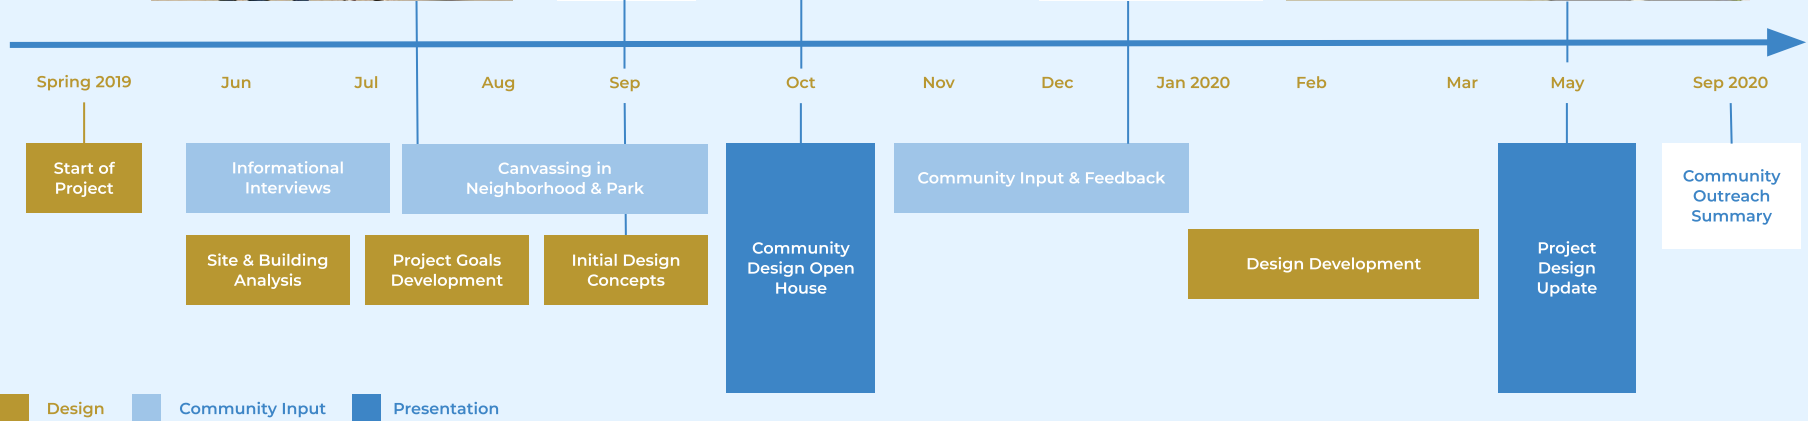 Spring 2019
Jun
Jul
Aug
Sep
Oct
Nov
Dec
Jan 2020
Feb
Mar
May
Sep 2020
Start of
Project
Informational
Interviews
Canvassing in
Neighborhood & Park
Site & Building
Analysis
Project Goals
Development
Initial Design
Concepts
Community
Design Open
House
Community Input & Feedback
Design Development
Project
Design
Update
Community
Outreach
Summary
Design
Community Input
Presentation